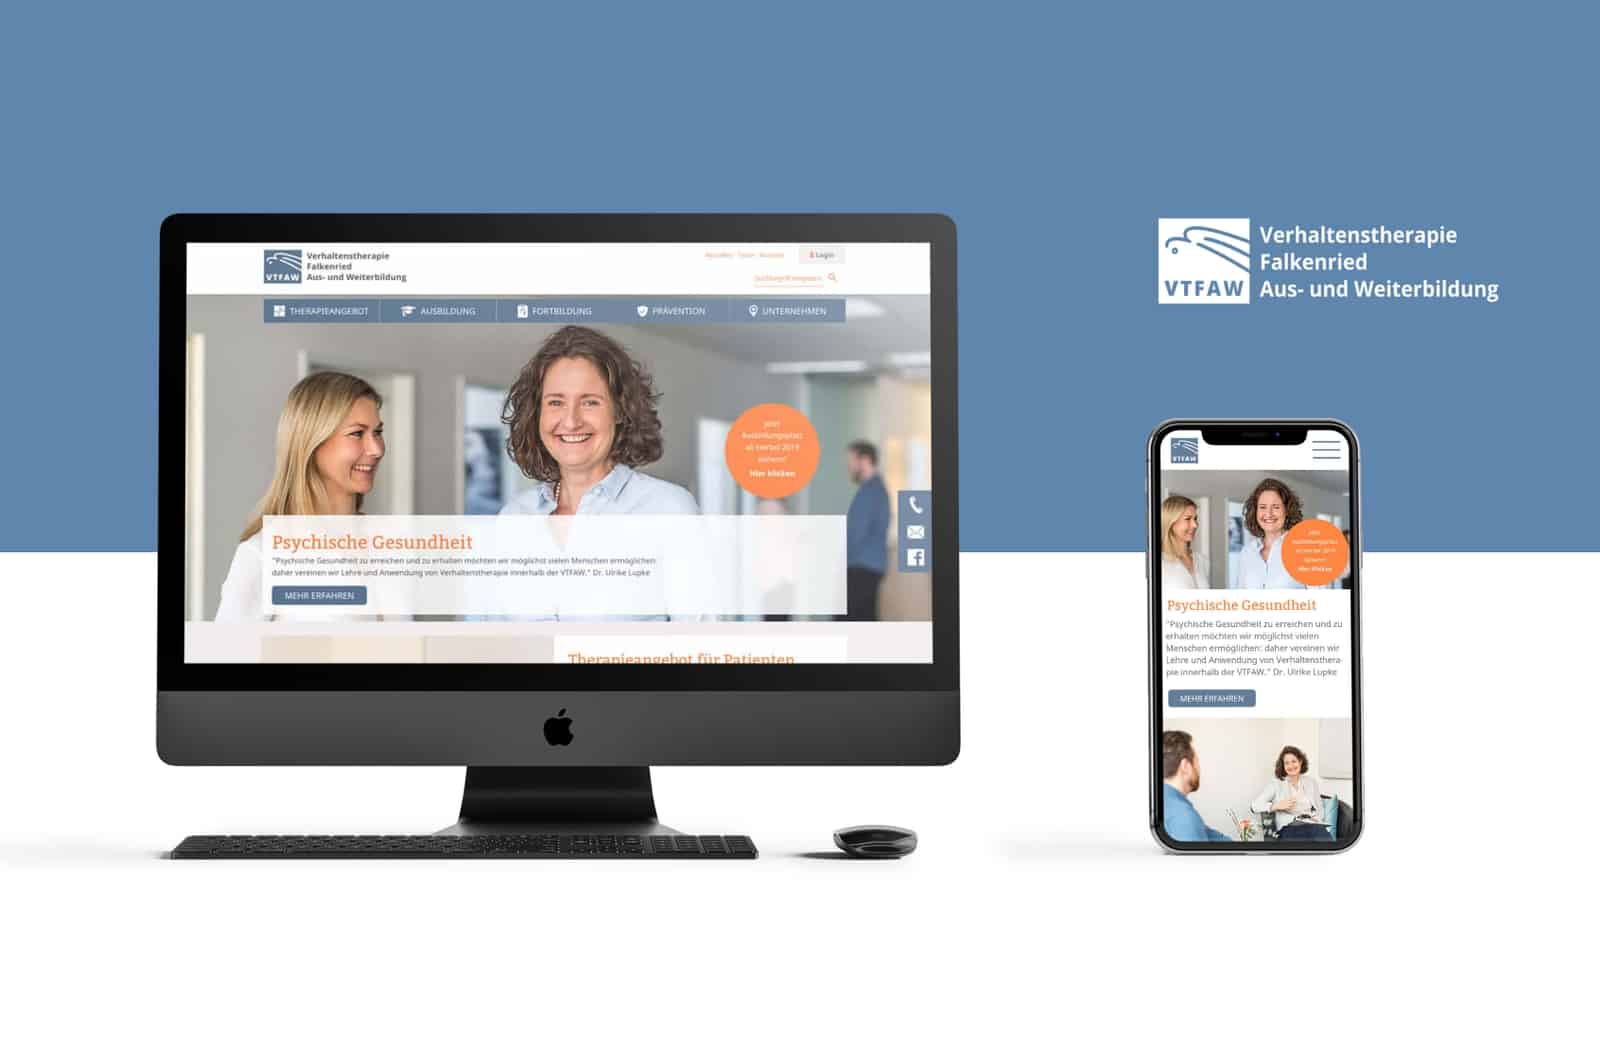 VTFAW
Verhaltenstherapie
Falkenried
Aus- und Weiterbildung
Aktuelles Team Kontakt
Login
Suchbegriff eingeben
THERAPIEANGEBOT
AUSBILDUNG
FORTBILDUNG
PRÄVENTION
UNTERNEHMEN
Jetzt
Ausbildungsplatz
ab Herbst 2019
sichern!
Hier klicken
Psychische Gesundheit
"Psychische Gesundheit zu erreichen und zu erhalten möchten wir möglichst vielen Menschen ermöglichen:
daher vereinen wir Lehre und Anwendung von Verhaltenstherapie innerhalb der VTFAW." Dr. Ulrike Lupke
MEHR ERFAHREN
Therapieangebot für Patienten
VTFAW
Verhaltenstherapie
Falkenried
Aus- und Weiterbildung
VTFAW
Jetzt
Ausbildungsplatz
ab Herbst 2019
sichern!
Hier klicken
Psychische Gesundheit
"Psychische Gesundheit zu erreichen und zu
erhalten möchten wir möglichst vielen
Menschen ermöglichen: daher vereinen wir
Lehre und Anwendung von Verhaltensthera-
pie innerhalb der VTFAW." Dr. Ulrike Lupke
MEHR ERFAHREN